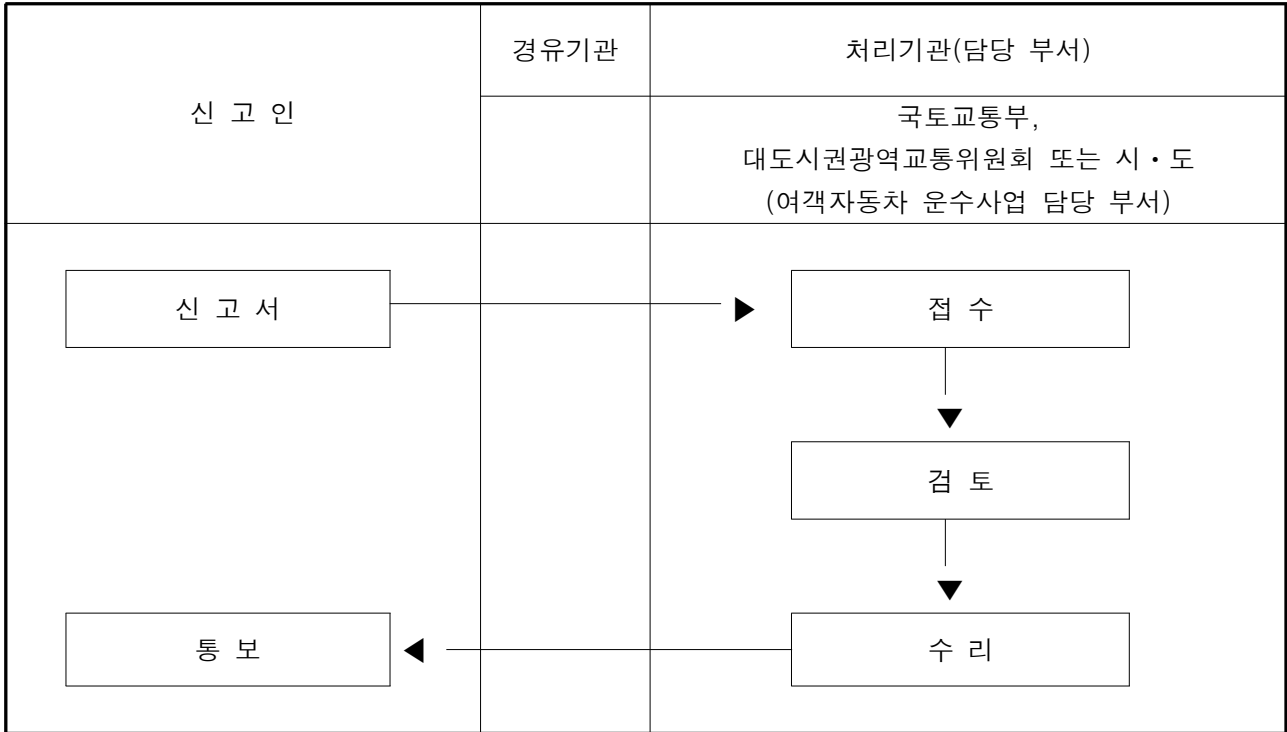 신 고 인
경유기관
처리기관(담당 부서)
국토교통부,
대도시권광역교통위원회 또는 시・도
(여객자동차 운수사업 담당 부서)
신 고 서
접 수
검 토
통 보
수 리